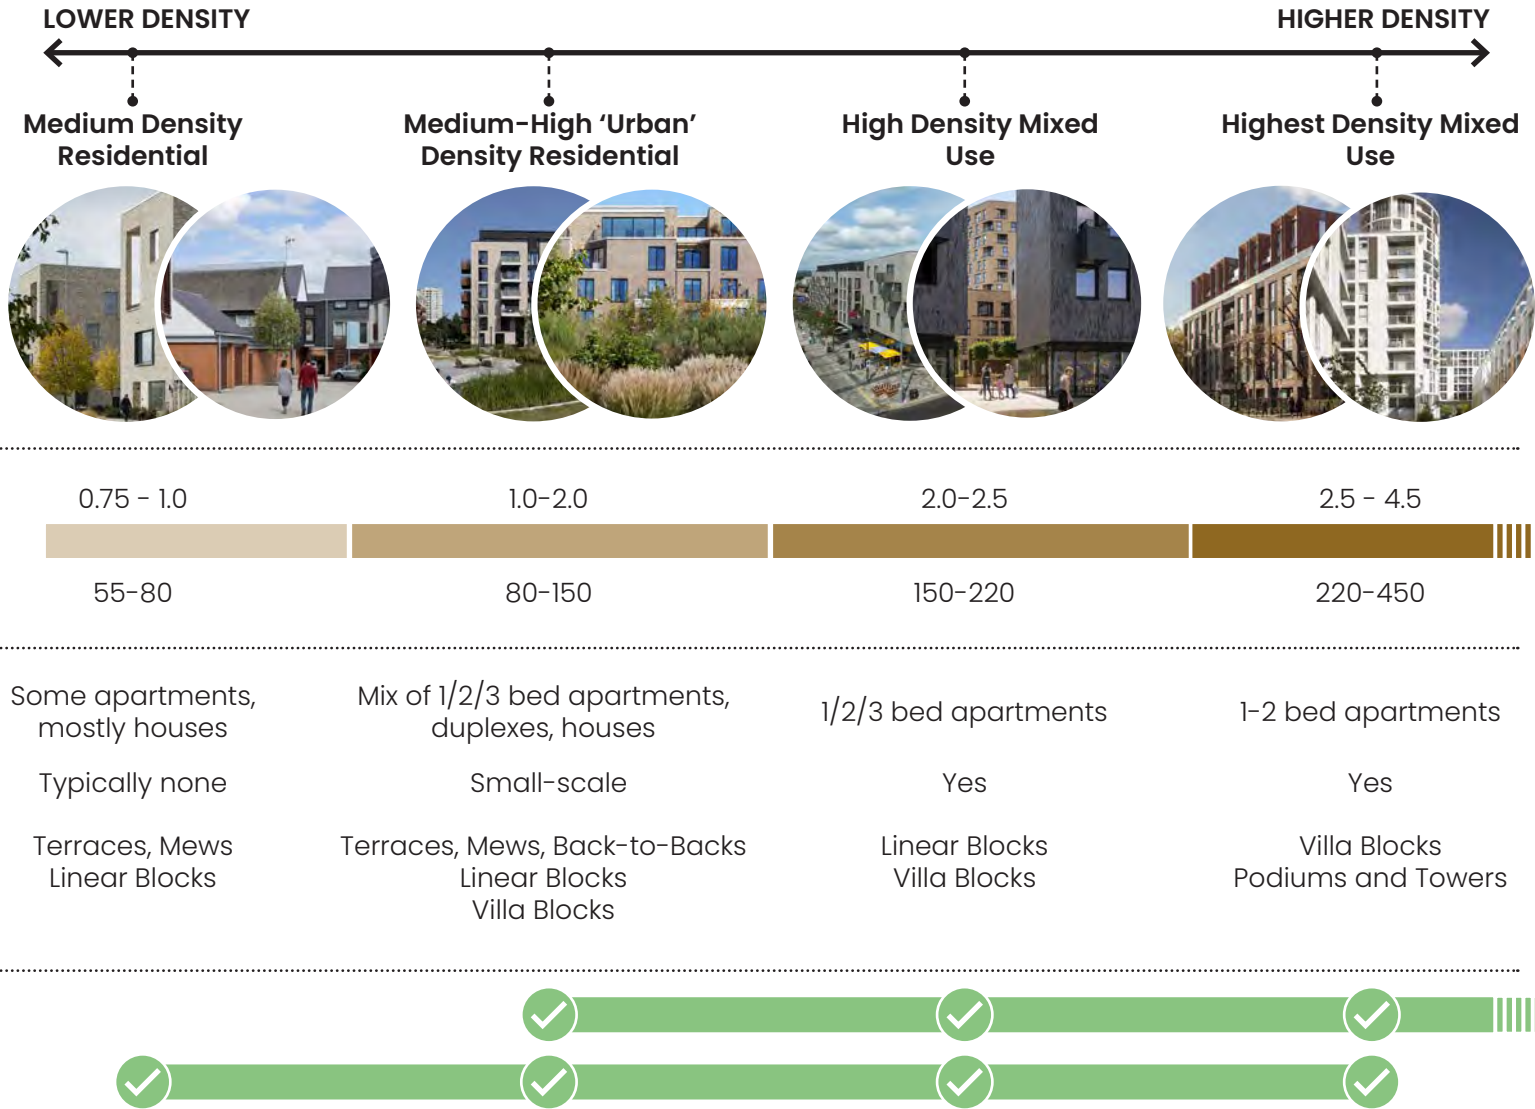 LOWER DENSITY
HIGHER DENSITY
Medium Density
Residential
Medium-High ‘Urban’
Density Residential
High Density Mixed
Use
Highest Density Mixed
Use
0.75 - 1.0
1.0-2.0
2.0-2.5
2.5 - 4.5
55-80
80-150
150-220
220-450
Some apartments,
mostly houses
Mix of 1/2/3 bed apartments,
duplexes, houses
1/2/3 bed apartments
1-2 bed apartments
Typically none
Small-scale
Yes
Yes
Terraces, Mews
Linear Blocks
Terraces, Mews, Back-to-Backs
Linear Blocks
Villa Blocks
Linear Blocks
Villa Blocks
Villa Blocks
Podiums and Towers